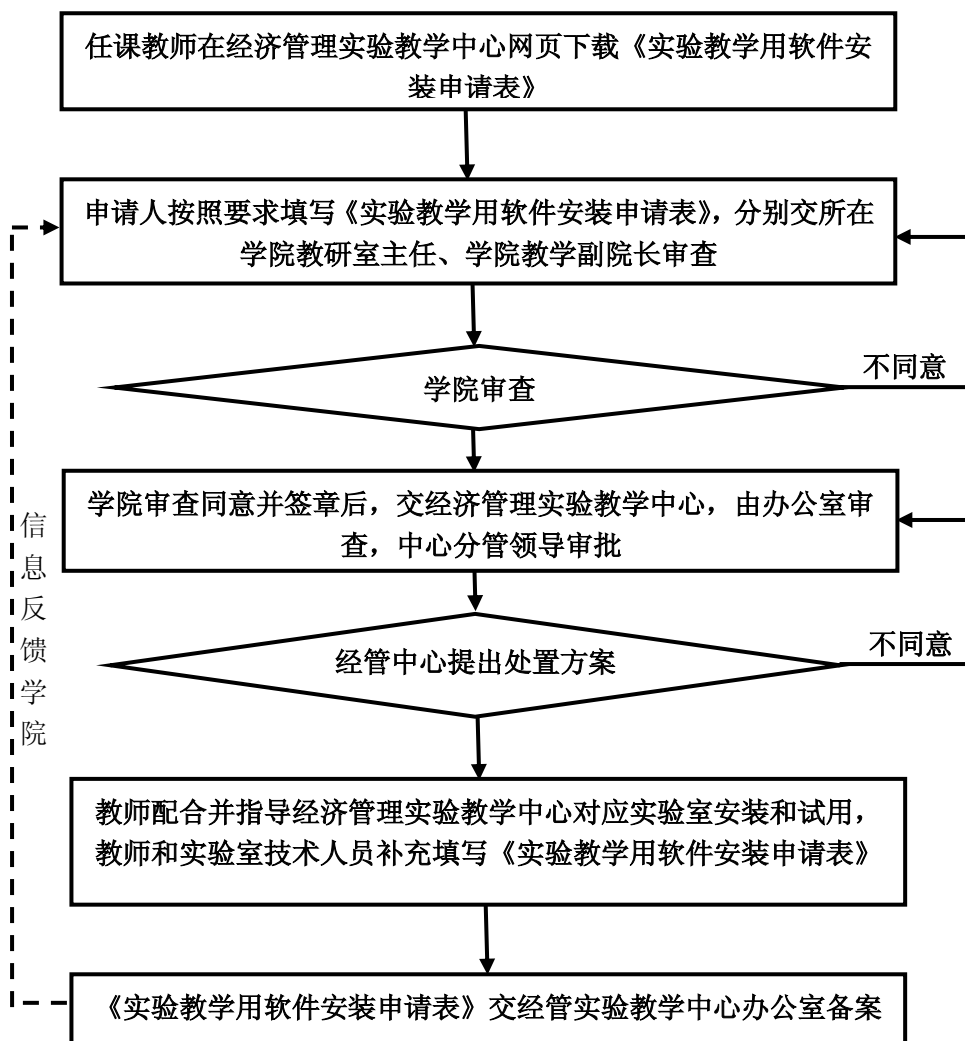 任课教师在经济管理实验教学中心网页下载《实验教学用软件安
装申请表》
申请人按照要求填写《实验教学用软件安装申请表》，分别交所在
学院教研室主任、学院教学副院长审查
学院审查
不同意
学院审查同意并签章后，交经济管理实验教学中心，由办公室审
查，中心分管领导审批
经管中心提出处置方案
不同意
信息反馈学院
教师配合并指导经济管理实验教学中心对应实验室安装和试用，
教师和实验室技术人员补充填写《实验教学用软件安装申请表》
《实验教学用软件安装申请表》交经管实验教学中心办公室备案